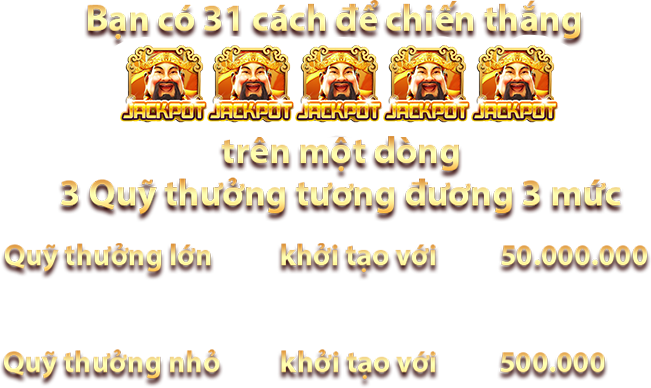 Bạn có 31 cách để chiến thắng
JACKPOT JACKPOT JACKPOT JACKPOT JACKPOT
trên một dòng
3 Quỹ thưởng tương đương 3 mức
Quỹ thưởng lớn khởi tạo với 50.000.000
Quỹ thưởng nhỏ khởi tạo với 500.000